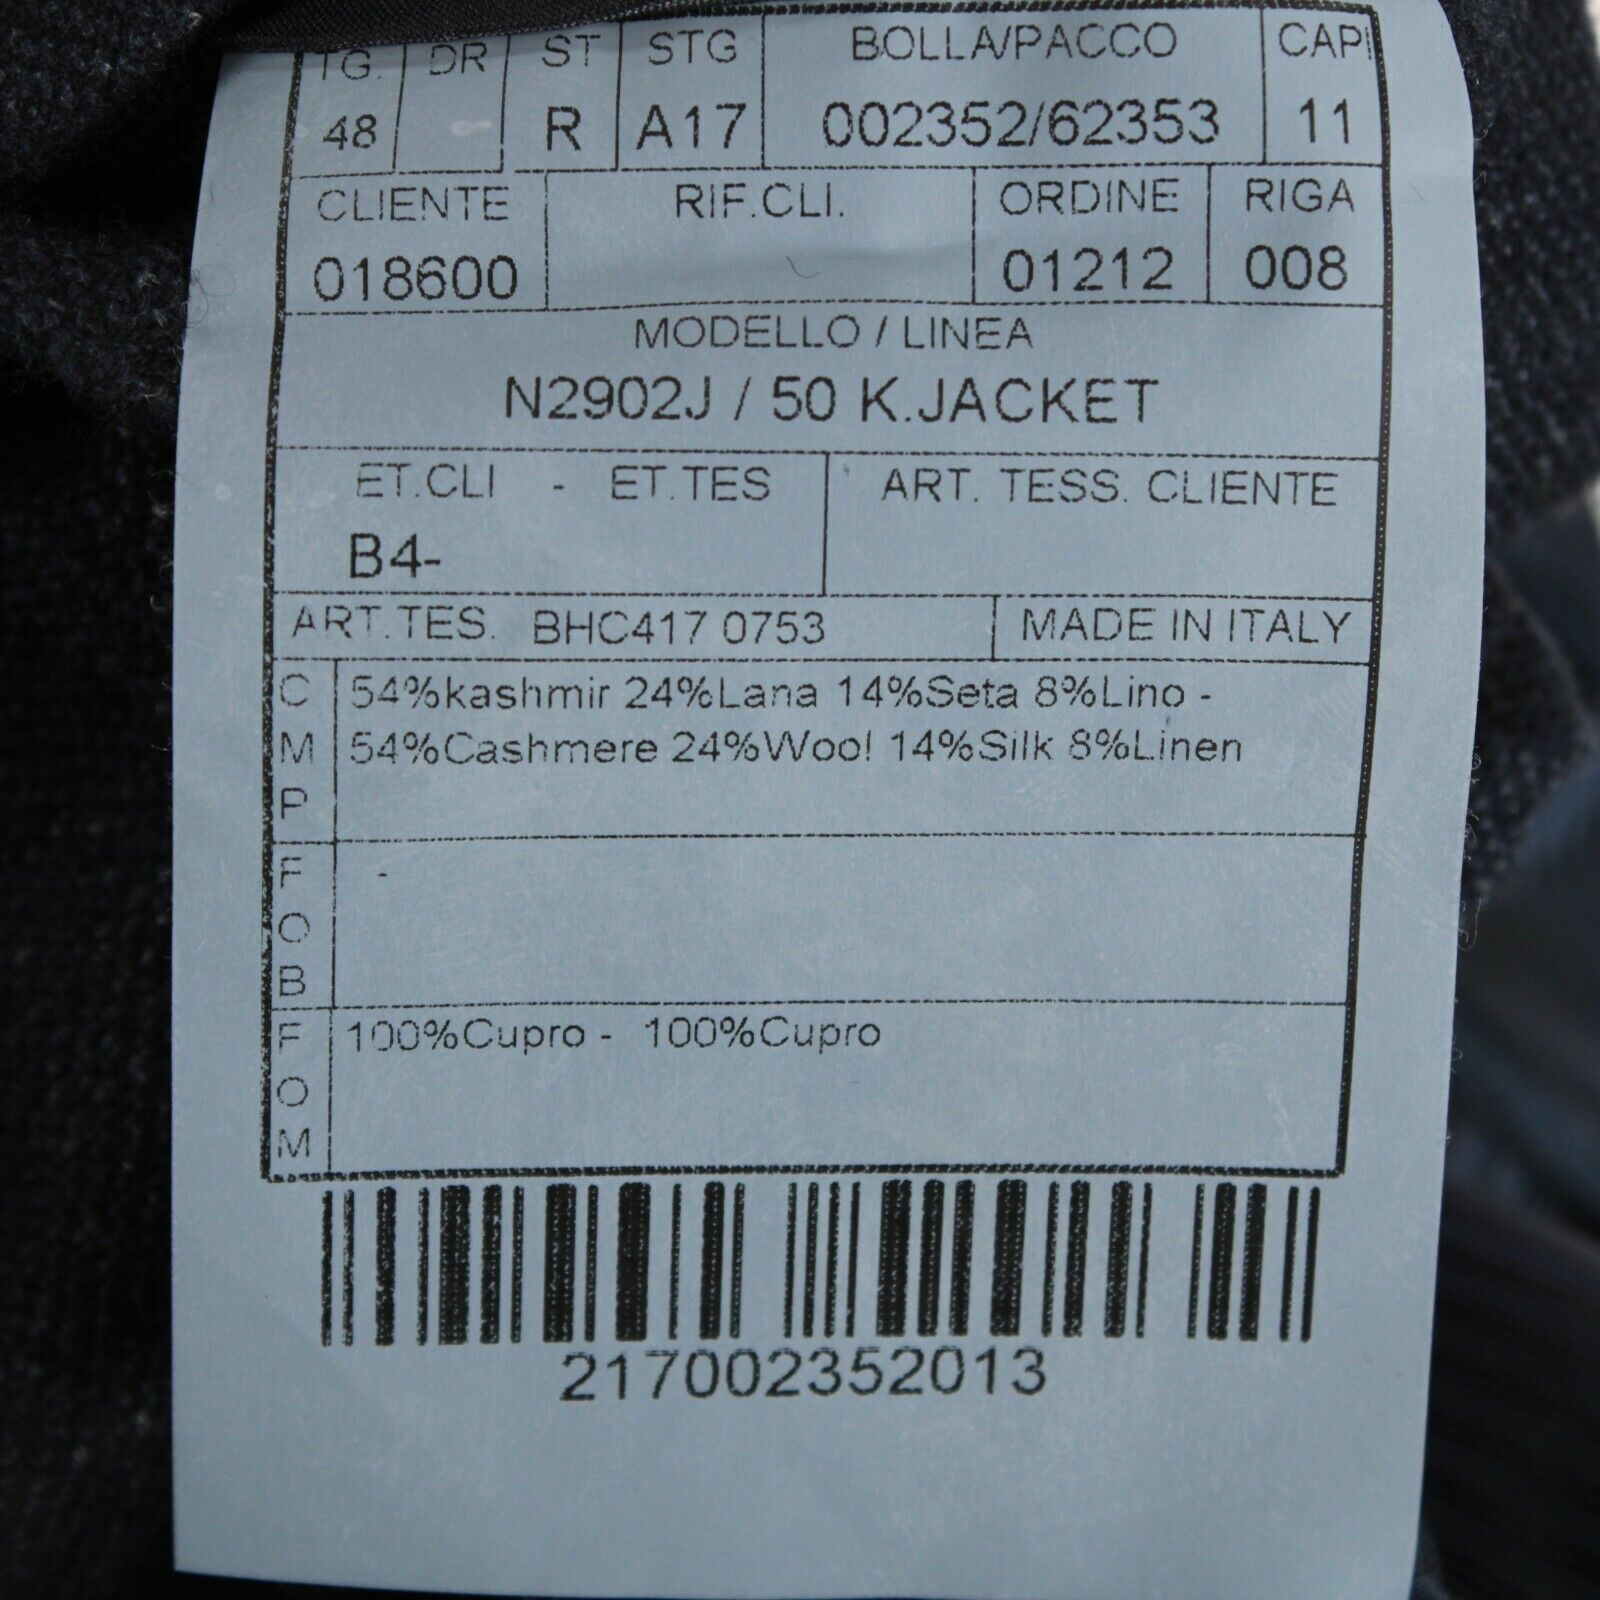 TG. DR ST STG BOLLA/PACCO CAPI
48 R A17 002352/62353 11
CLIENTE RIF.CLI. ORDINE RIGA
018600 01212 008
MODELLO / LINEA
N2902J / 50 K.JACKET
ET.CLI - ET.TES ART. TESS. CLIENTE
B4-
ART.TES. BHC417 0753 MADE IN ITALY
C 54%kashmir 24%Lana 14%Seta 8%Lino -
M 54%Cashmere 24%Wool 14%Silk 8%Linen
P
F -
O
B
F 100%Cupro - 100%Cupro
O
M
217002352013